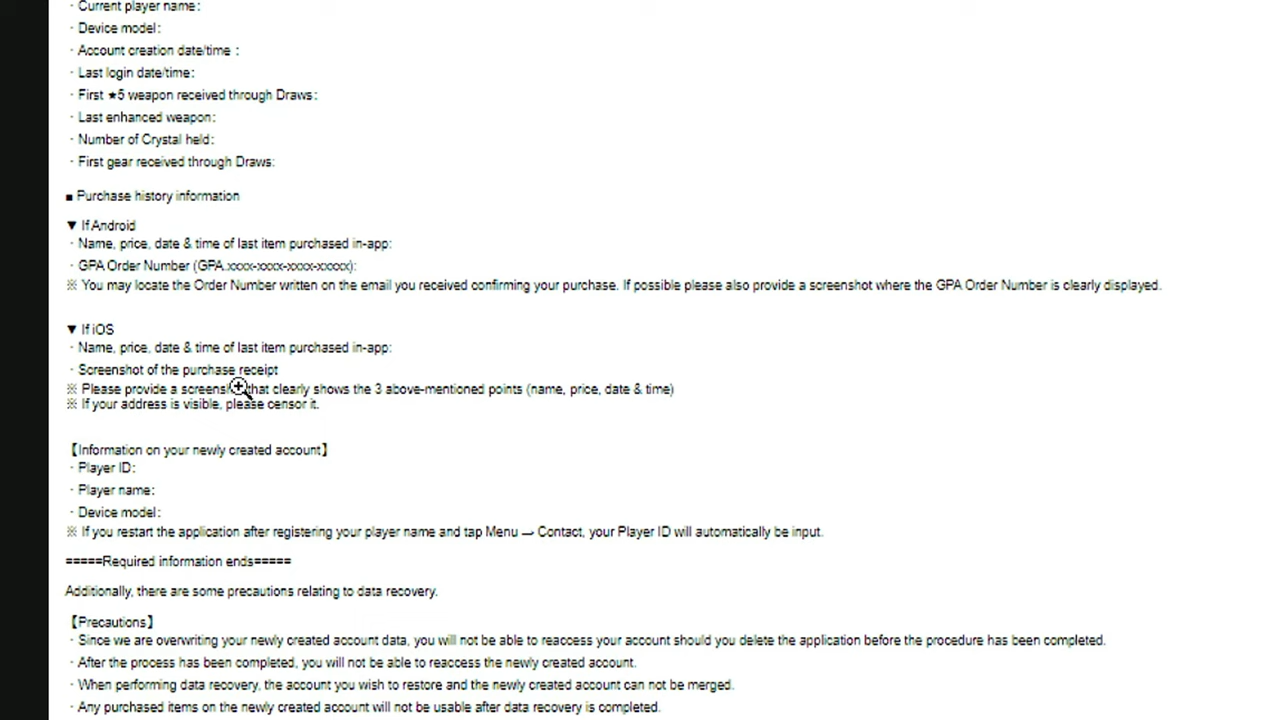 · Current player name:
· Device model:
· Account creation date/time :
· Last login date/time:
· First ★5 weapon received through Draws:
· Last enhanced weapon:
· Number of Crystal held:
· First gear received through Draws:
■ Purchase history information
▼ If Android
· Name, price, date & time of last item purchased in-app:
· GPA Order Number (GPA.xxxx-xxxx-xxxx-xxxxx):
※ You may locate the Order Number written on the email you received confirming your purchase. If possible please also provide a screenshot where the GPA Order Number is clearly displayed.
▼ If iOS
· Name, price, date & time of last item purchased in-app:
· Screenshot of the purchase receipt
※ Please provide a screenshot that clearly shows the 3 above-mentioned points (name, price, date & time)
※ If your address is visible, please censor it.
【Information on your newly created account】
· Player ID:
· Player name:
· Device model:
※ If you restart the application after registering your player name and tap Menu → Contact, your Player ID will automatically be input.
=====Required information ends=====
Additionally, there are some precautions relating to data recovery.
【Precautions】
· Since we are overwriting your newly created account data, you will not be able to reaccess your account should you delete the application before the procedure has been completed.
· After the process has been completed, you will not be able to reaccess the newly created account.
· When performing data recovery, the account you wish to restore and the newly created account can not be merged.
· Any purchased items on the newly created account will not be usable after data recovery is completed.